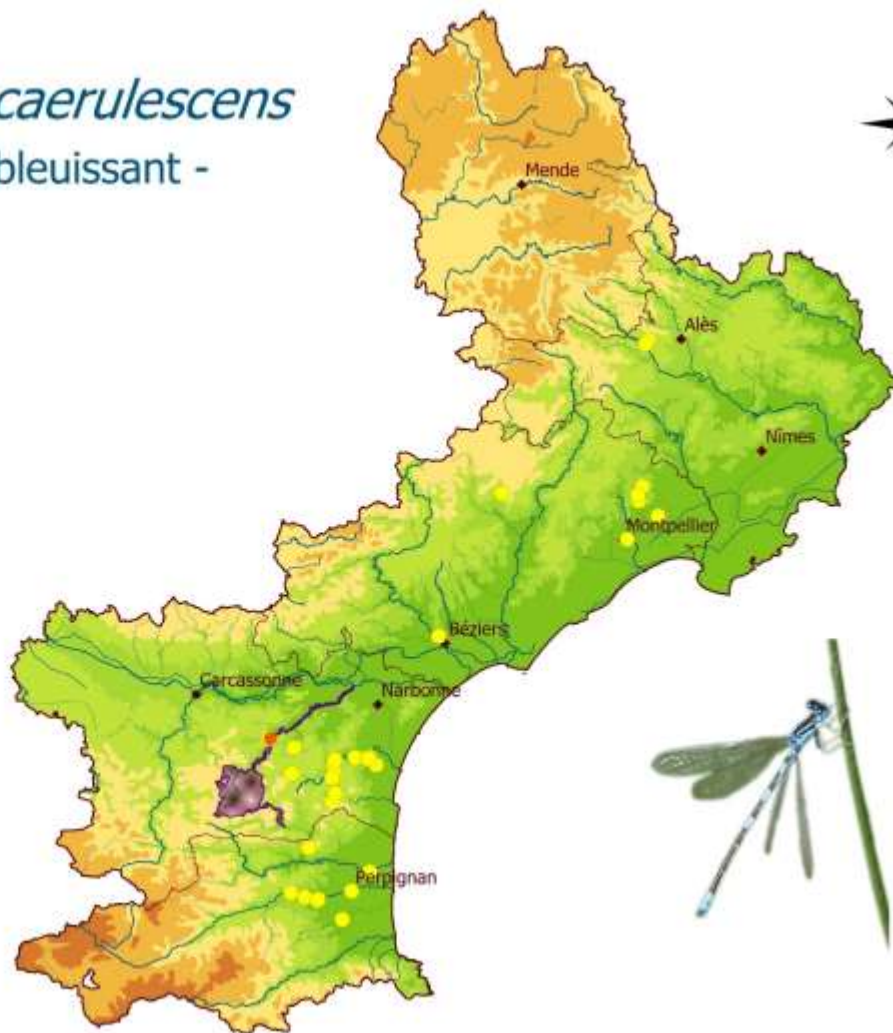 caerulescens
bleuissant -
Mende
Alès
Nîmes
Montpellier
Béziers
Carcassonne
Narbonne
Perpignan